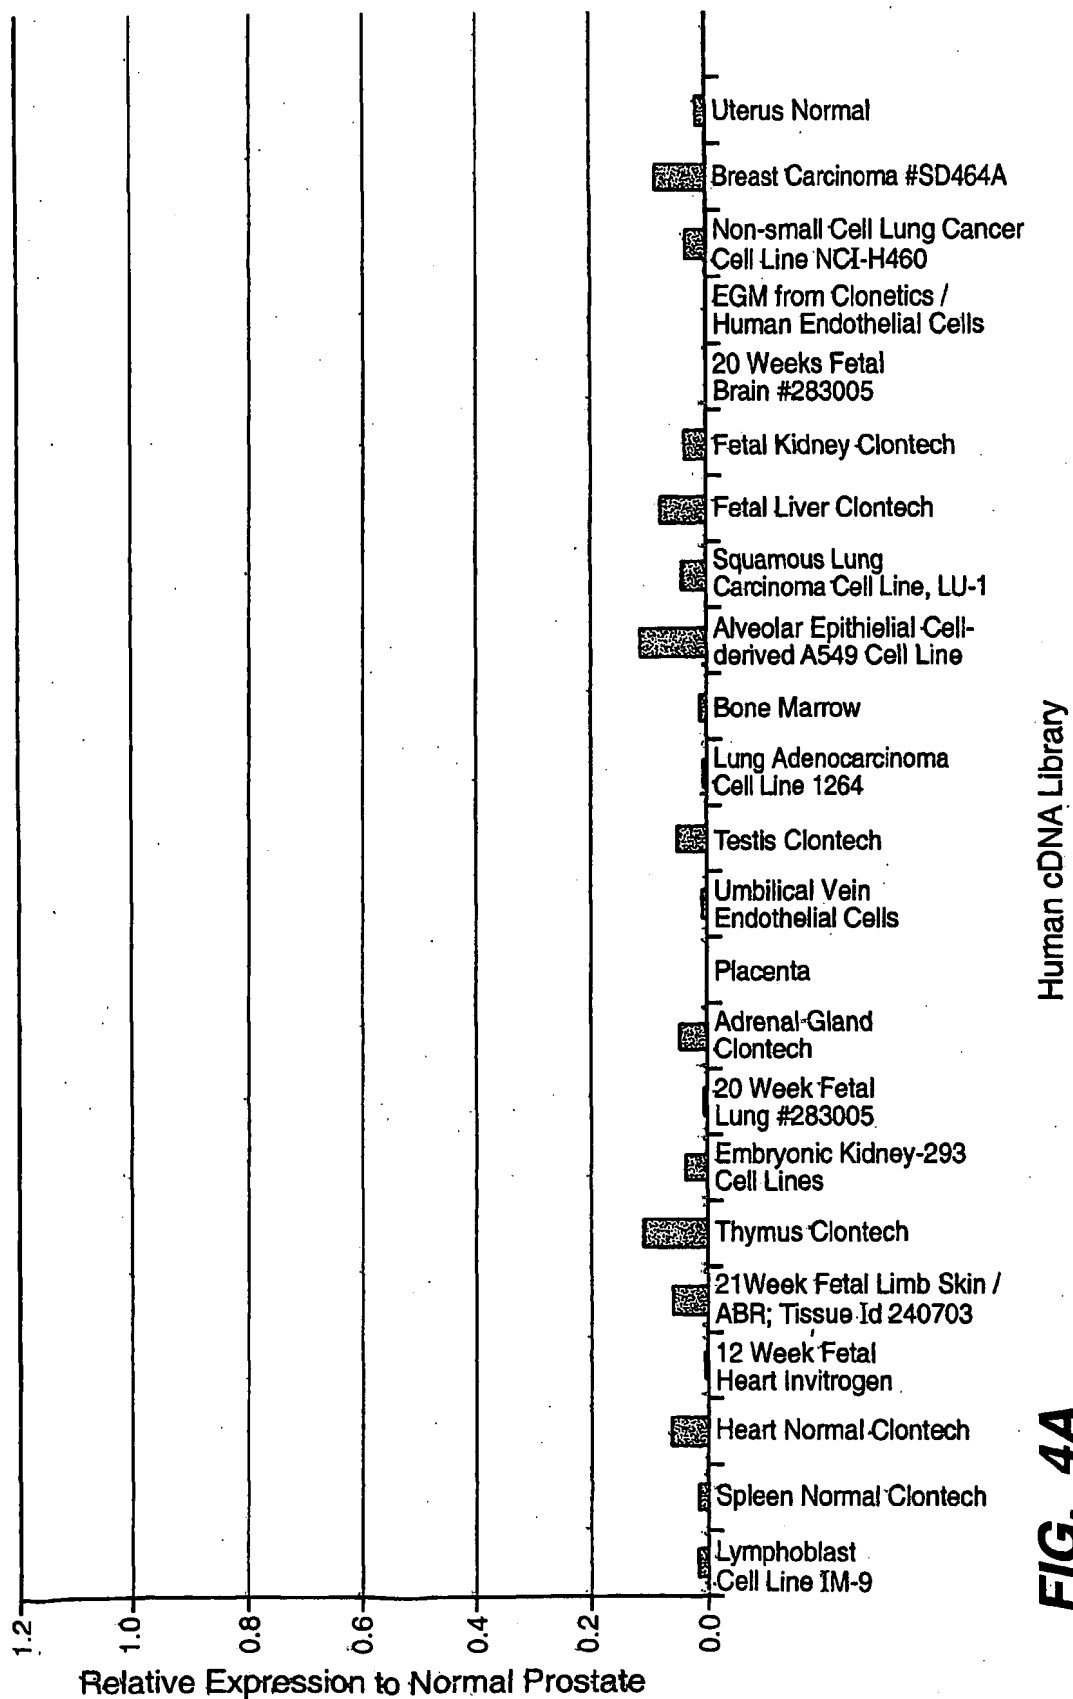 Uterus Normal
Breast Carcinoma #SD464A
Non-small Cell Lung Cancer
Cell Line NCI-H460
EGM from Clonetics /
Human Endothelial Cells
20 Weeks Fetal
Brain #283005
Fetal Kidney Clontech
Fetal Liver Clontech
Squamous Lung
Carcinoma Cell Line, LU-1
Alveolar Epithielial Cell-
derived A549 Cell Line
Bone Marrow
Lung Adenocarcinoma
Cell Line 1264
Testis Clontech
Umbilical Vein
Endothelial Cells
Placenta
Adrenal Gland
Clontech
20 Week Fetal
Lung #283005
Embryonic Kidney-293
Cell Lines
Thymus Clontech
21Week Fetal Limb Skin /
ABR; Tissue Id 240703
12 Week Fetal
Heart Invitrogen
Heart Normal Clontech
Spleen Normal Clontech
Lymphoblast
Cell Line IM-9
1.2
1.0
0.8
0.6
0.4
0.2
0.0
Relative Expression to Normal Prostate
Human cDNA Library
FIG. 4A